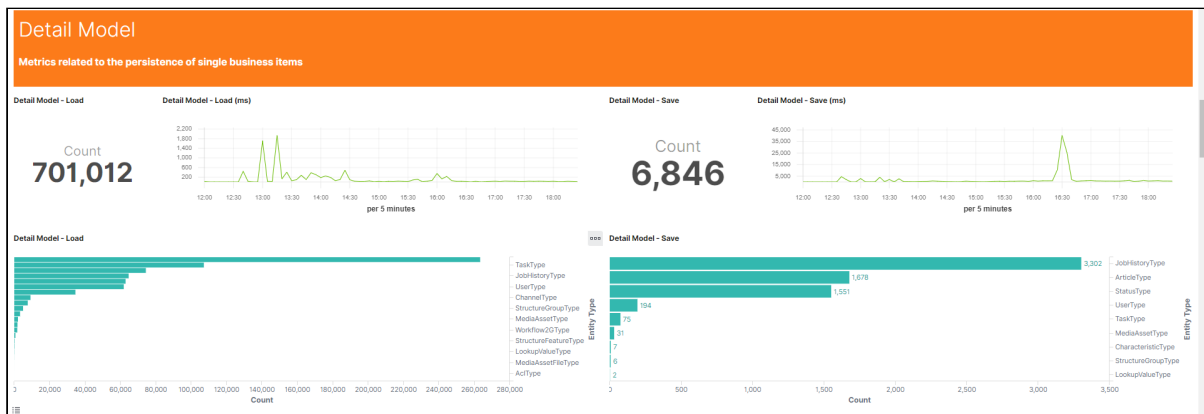 Detail Model
Metrics related to the persistence of single business items
Detail Model - Load
Detail Model - Load (ms)
Detail Model - Save
Detail Model - Save (ms)
Count
701,012
2,200
1,800
1,400
1,000
600
200
12:00 12:30 13:00 13:30 14:00 14:30 15:00 15:30 16:00 16:30 17:00 17:30 18:00
per 5 minutes
Count
6,846
45,000
35,000
25,000
15,000
5,000
12:00 12:30 13:00 13:30 14:00 14:30 15:00 15:30 16:00 16:30 17:00 17:30 18:00
per 5 minutes
Detail Model - Load
TaskType
JobHistoryType
UserType
ChannelType
StructureGroupType
MediaAssetType
Workflow2GType
StructureFeatureType
LookupValueType
MediaAssetFileType
AclType
Entity Type
0 20,000 40,000 60,000 80,000 100,000 120,000 140,000 160,000 180,000 200,000 220,000 240,000 260,000 280,000
Count
Detail Model - Save
3,302 JobHistoryType
1,678 ArticleType
1,551 StatusType
194 UserType
75 TaskType
31 MediaAssetType
7 CharacteristicType
6 StructureGroupType
2 LookupValueType
Entity Type
0 500 1,000 1,500 2,000 2,500 3,000 3,500
Count